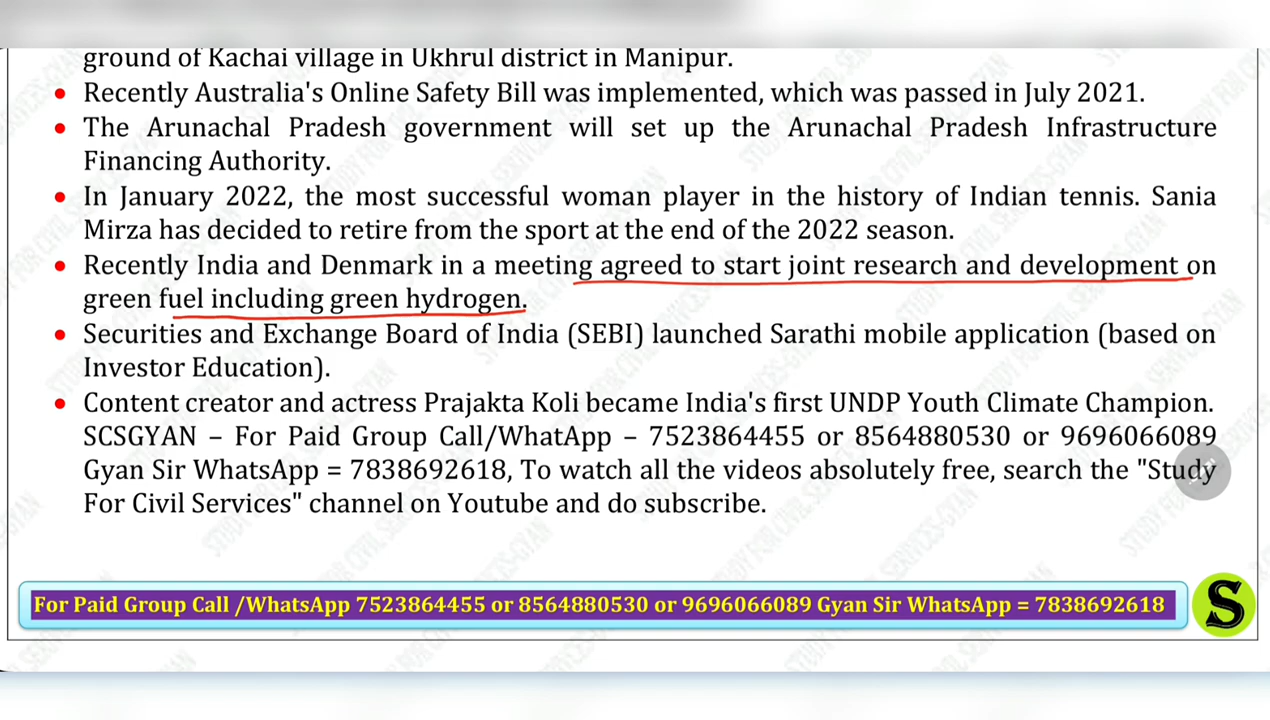 ground of Kachai village in Ukhrul district in Manipur.
• Recently Australia's Online Safety Bill was implemented, which was passed in July 2021.
• The Arunachal Pradesh government will set up the Arunachal Pradesh Infrastructure
Financing Authority.
• In January 2022, the most successful woman player in the history of Indian tennis. Sania
Mirza has decided to retire from the sport at the end of the 2022 season.
• Recently India and Denmark in a meeting agreed to start joint research and development on
green fuel including green hydrogen.
• Securities and Exchange Board of India (SEBI) launched Sarathi mobile application (based on
Investor Education).
• Content creator and actress Prajakta Koli became India's first UNDP Youth Climate Champion.
SCSGYAN – For Paid Group Call/WhatApp – 7523864455 or 8564880530 or 9696066089
Gyan Sir WhatsApp = 7838692618, To watch all the videos absolutely free, search the "Study
For Civil Services" channel on Youtube and do subscribe.
For Paid Group Call /WhatsApp 7523864455 or 8564880530 or 9696066089 Gyan Sir WhatsApp = 7838692618
S